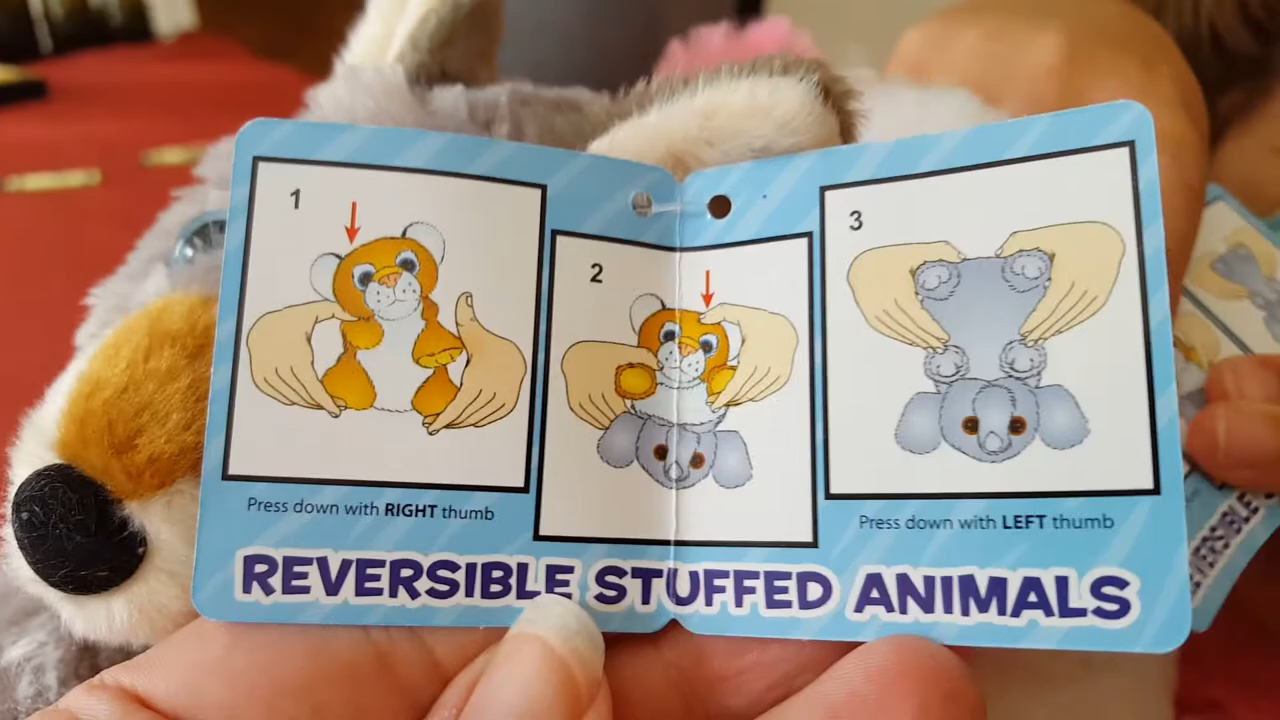 1
2
3
Press down with RIGHT thumb
Press down with LEFT thumb
REVERSIBLE STUFFED ANIMALS